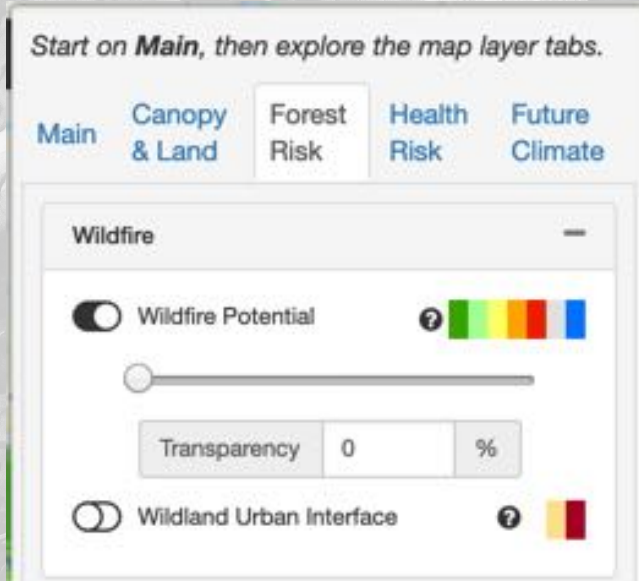 Start on Main, then explore the map layer tabs.
Main
Canopy
& Land
Forest
Risk
Health
Risk
Future
Climate
Wildfire
Wildfire Potential ?
Transparency 0 %
Wildland Urban Interface ?